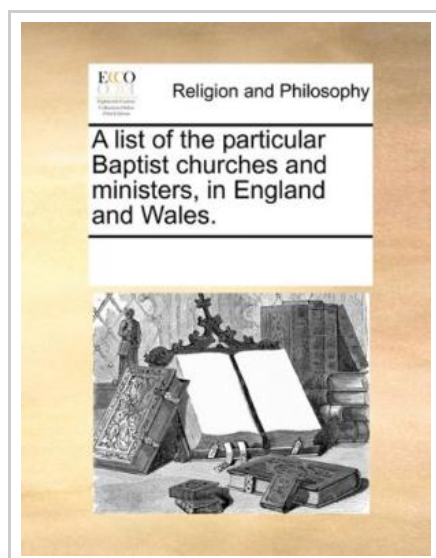 ECCO
Religion and Philosophy
A list of the particular
Baptist churches and
ministers, in England
and Wales.